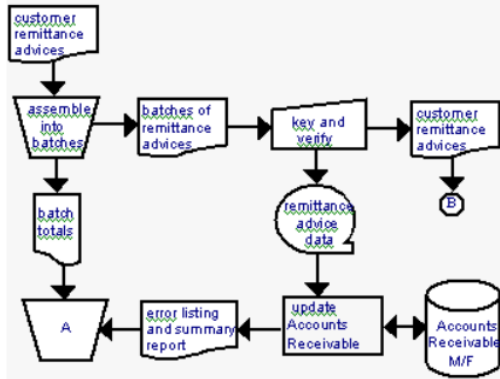 customer
remittance
advices
assemble
into
batches
batches of
remittance
advices
key and
verify
customer
remittance
advices
B
batch
totals
remittance
advice
data
A
error listing
and summary
report
update
Accounts
Receivable
Accounts
Receivable
M/F